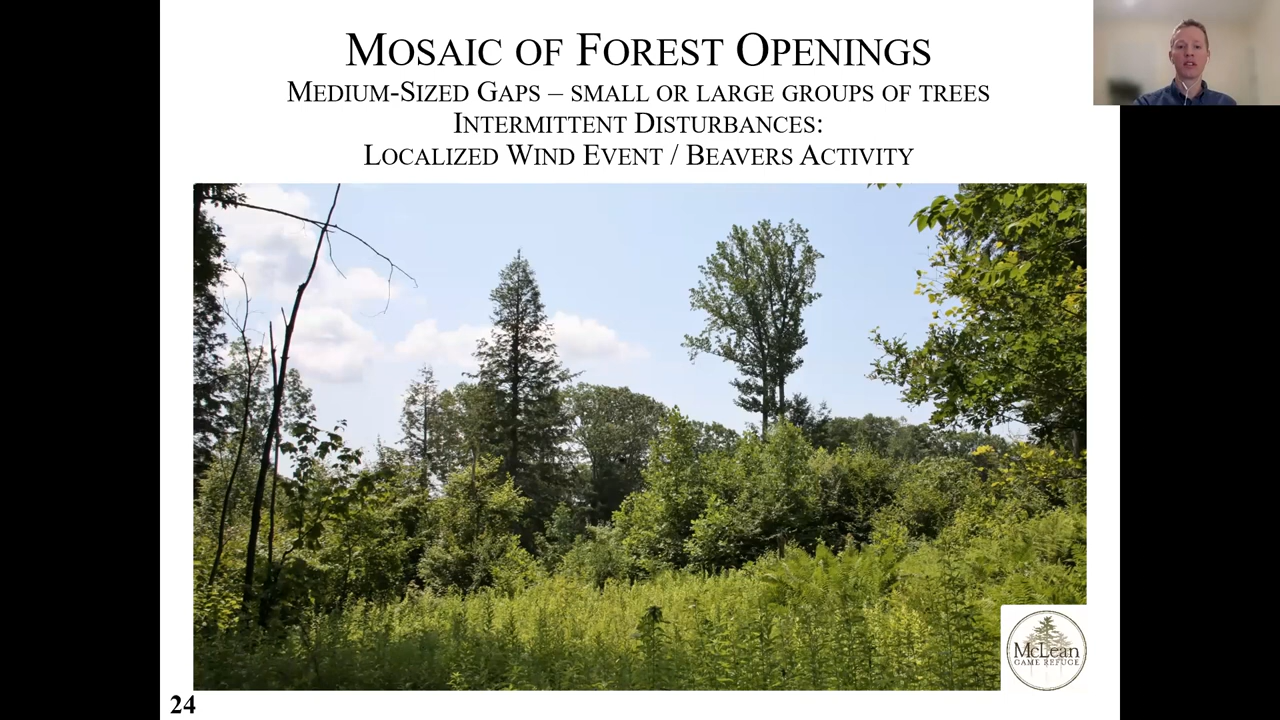 Mosaic of Forest Openings
Medium-Sized Gaps – small or large groups of trees
Intermittent Disturbances:
Localized Wind Event / Beavers Activity
McLean
GAME REFUGE
24